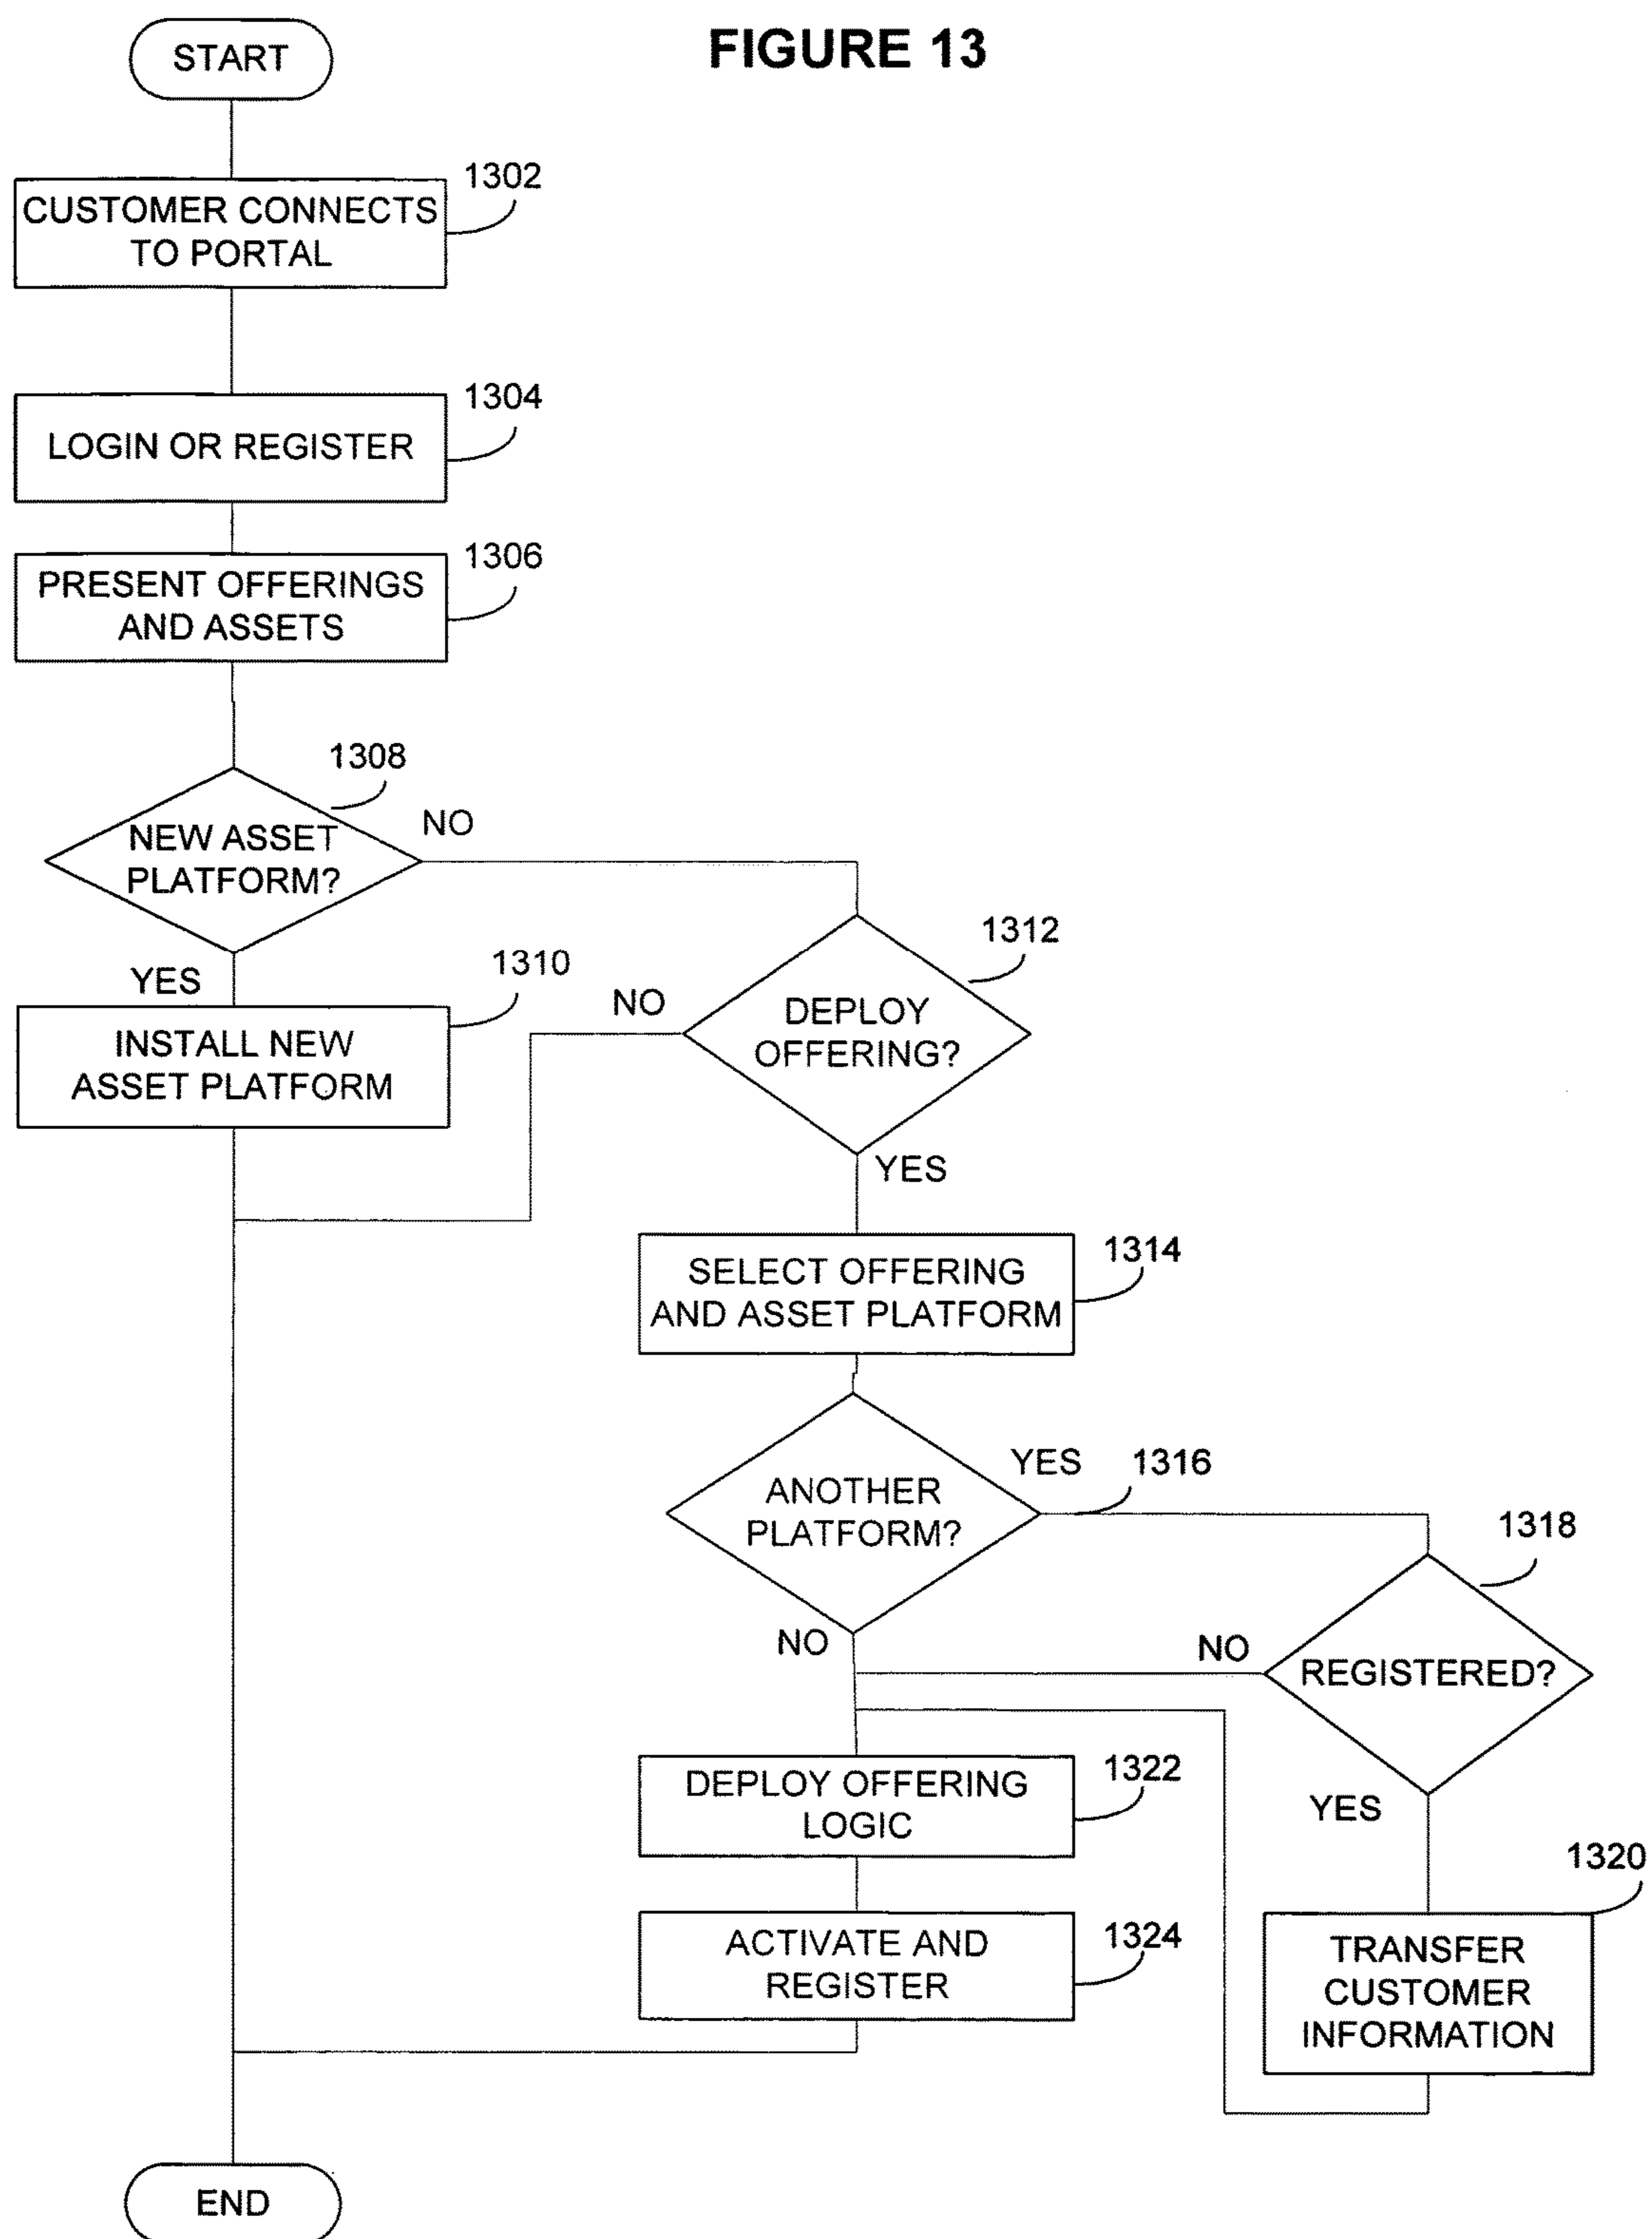 FIGURE 13
START
1302
CUSTOMER CONNECTS
TO PORTAL
1304
LOGIN OR REGISTER
1306
PRESENT OFFERINGS
AND ASSETS
1308
NEW ASSET
PLATFORM?
NO
YES
1310
INSTALL NEW
ASSET PLATFORM
1312
NO
DEPLOY
OFFERING?
YES
1314
SELECT OFFERING
AND ASSET PLATFORM
YES
1316
ANOTHER
PLATFORM?
NO
1318
NO
REGISTERED?
YES
1322
DEPLOY OFFERING
LOGIC
1320
TRANSFER
CUSTOMER
INFORMATION
1324
ACTIVATE AND
REGISTER
END